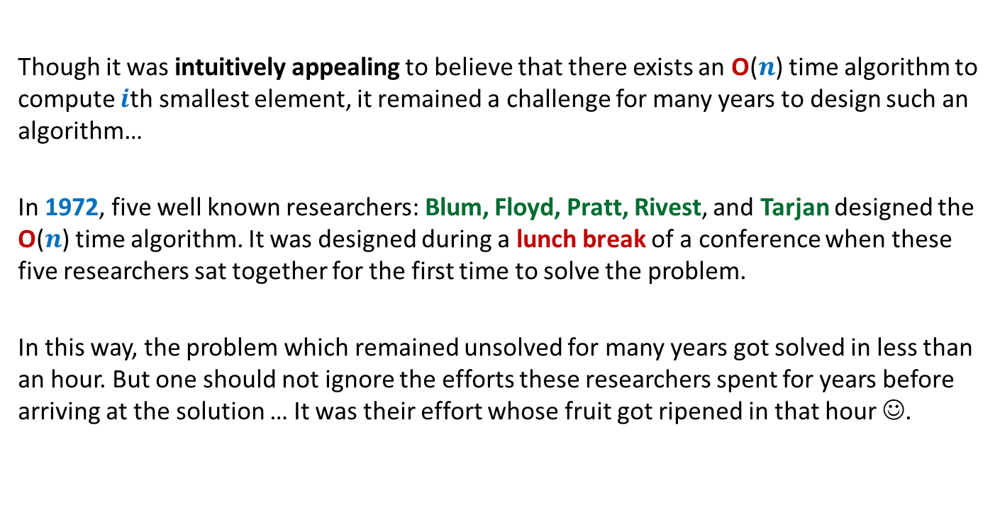 Though it was intuitively appealing to believe that there exists an O(n) time algorithm to
compute ith smallest element, it remained a challenge for many years to design such an
algorithm…
In 1972, five well known researchers: Blum, Floyd, Pratt, Rivest, and Tarjan designed the
O(n) time algorithm. It was designed during a lunch break of a conference when these
five researchers sat together for the first time to solve the problem.
In this way, the problem which remained unsolved for many years got solved in less than
an hour. But one should not ignore the efforts these researchers spent for years before
arriving at the solution … It was their effort whose fruit got ripened in that hour ☺.